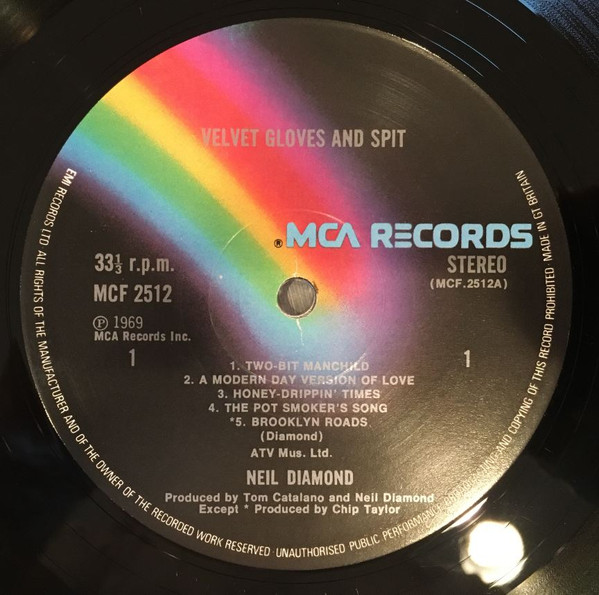 VELVET GLOVES AND SPIT
® MCA RECORDS
33⅓ r.p.m.
MCF 2512
STEREO
(MCF.2512A)
Ⓟ 1969
MCA Records Inc.
1
1
1. TWO-BIT MANCHILD
2. A MODERN DAY VERSION OF LOVE
3. HONEY-DRIPPIN' TIMES
4. THE POT SMOKER'S SONG
*5. BROOKLYN ROADS
(Diamond)
ATV Mus. Ltd.
NEIL DIAMOND
Produced by Tom Catalano and Neil Diamond
Except * Produced by Chip Taylor
EMI RECORDS LTD ALL RIGHTS OF THE MANUFACTURER AND OF THE OWNER OF THE RECORDED WORK RESERVED · UNAUTHORISED PUBLIC PERFORMANCE AND COPYING OF THIS RECORD PROHIBITED · MADE IN GT BRITAIN